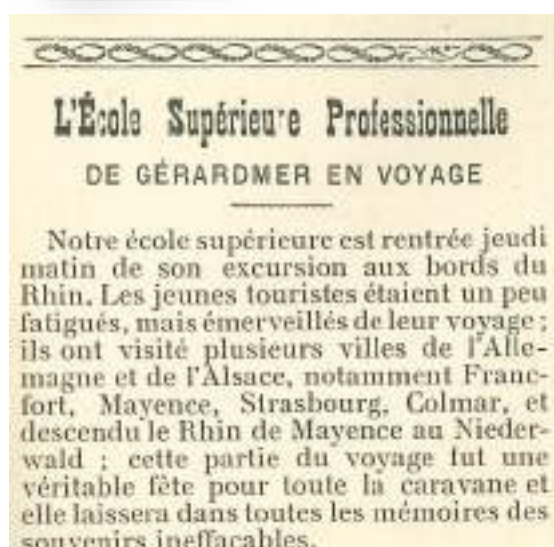 L'École Supérieure Professionnelle
DE GÉRARDMER EN VOYAGE
Notre école supérieure est rentrée jeudi
matin de son excursion aux bords du
Rhin. Les jeunes touristes étaient un peu
fatigués, mais émerveillés de leur voyage ;
ils ont visité plusieurs villes de l'Alle-
magne et de l'Alsace, notamment Franc-
fort, Mayence, Strasbourg, Colmar, et
descendu le Rhin de Mayence au Nieder-
wald ; cette partie du voyage fut une
véritable fête pour toute la caravane et
elle laissera dans toutes les mémoires des
souvenirs ineffaçables.